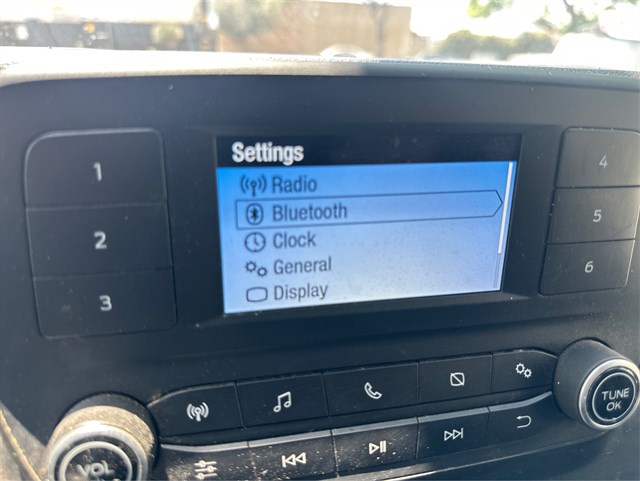 Settings
Radio
Bluetooth
Clock
General
Display
1
2
3
4
5
6
VOL
TUNE
OK